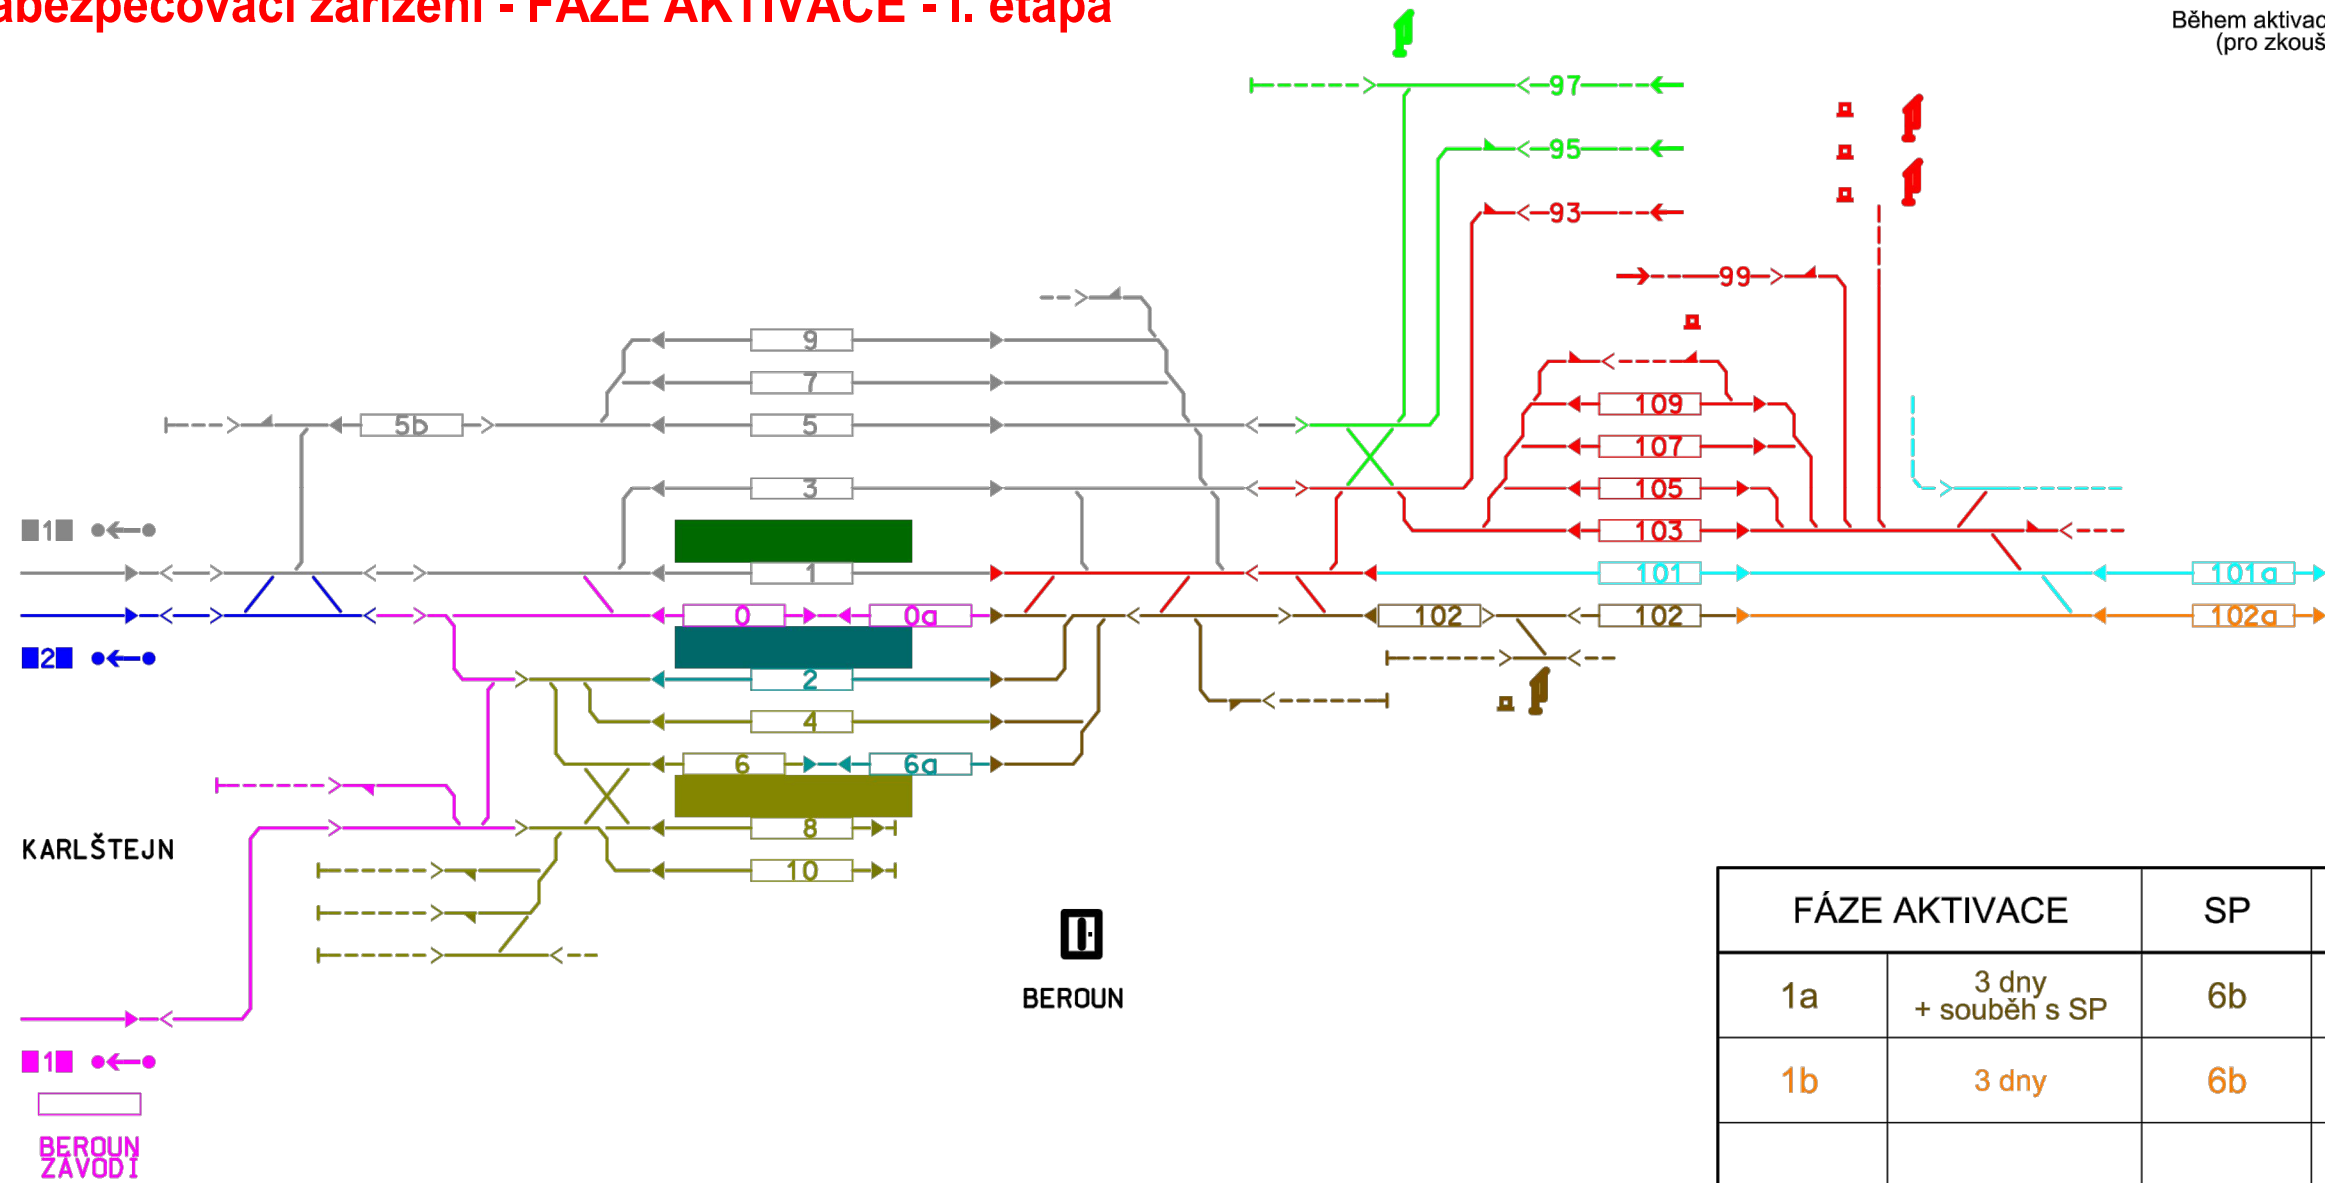 abezpečovací zařízení - FÁZE AKTIVACE - I. etapa
Během aktivac
(pro zkouš
97
95
93
99
9
109
7
107
5b
5
3
105
1
103
1
101
101a
0
0a
102
102
102a
2
2
4
6
6a
8
KARLŠTEJN
10
BEROUN
1
BEROUN
ZÁVODÍ
FÁZE AKTIVACE
SP
1a
3 dny
+ souběh s SP
6b
1b
3 dny
6b